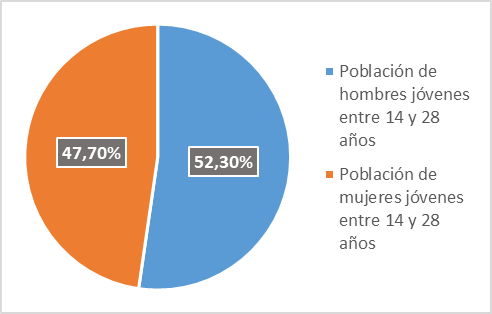 47,70%
52,30%
Población de
hombres jóvenes
entre 14 y 28
años
Población de
mujeres jóvenes
entre 14 y 28
años